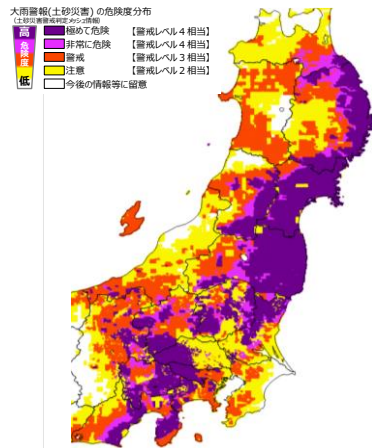 大雨警報(土砂災害) の危険度分布
(土砂災害警戒判定メッシュ情報)
高 危険度 低
極めて危険 【警戒レベル4相当】
非常に危険 【警戒レベル4相当】
警戒 【警戒レベル3相当】
注意 【警戒レベル2相当】
今後の情報等に留意